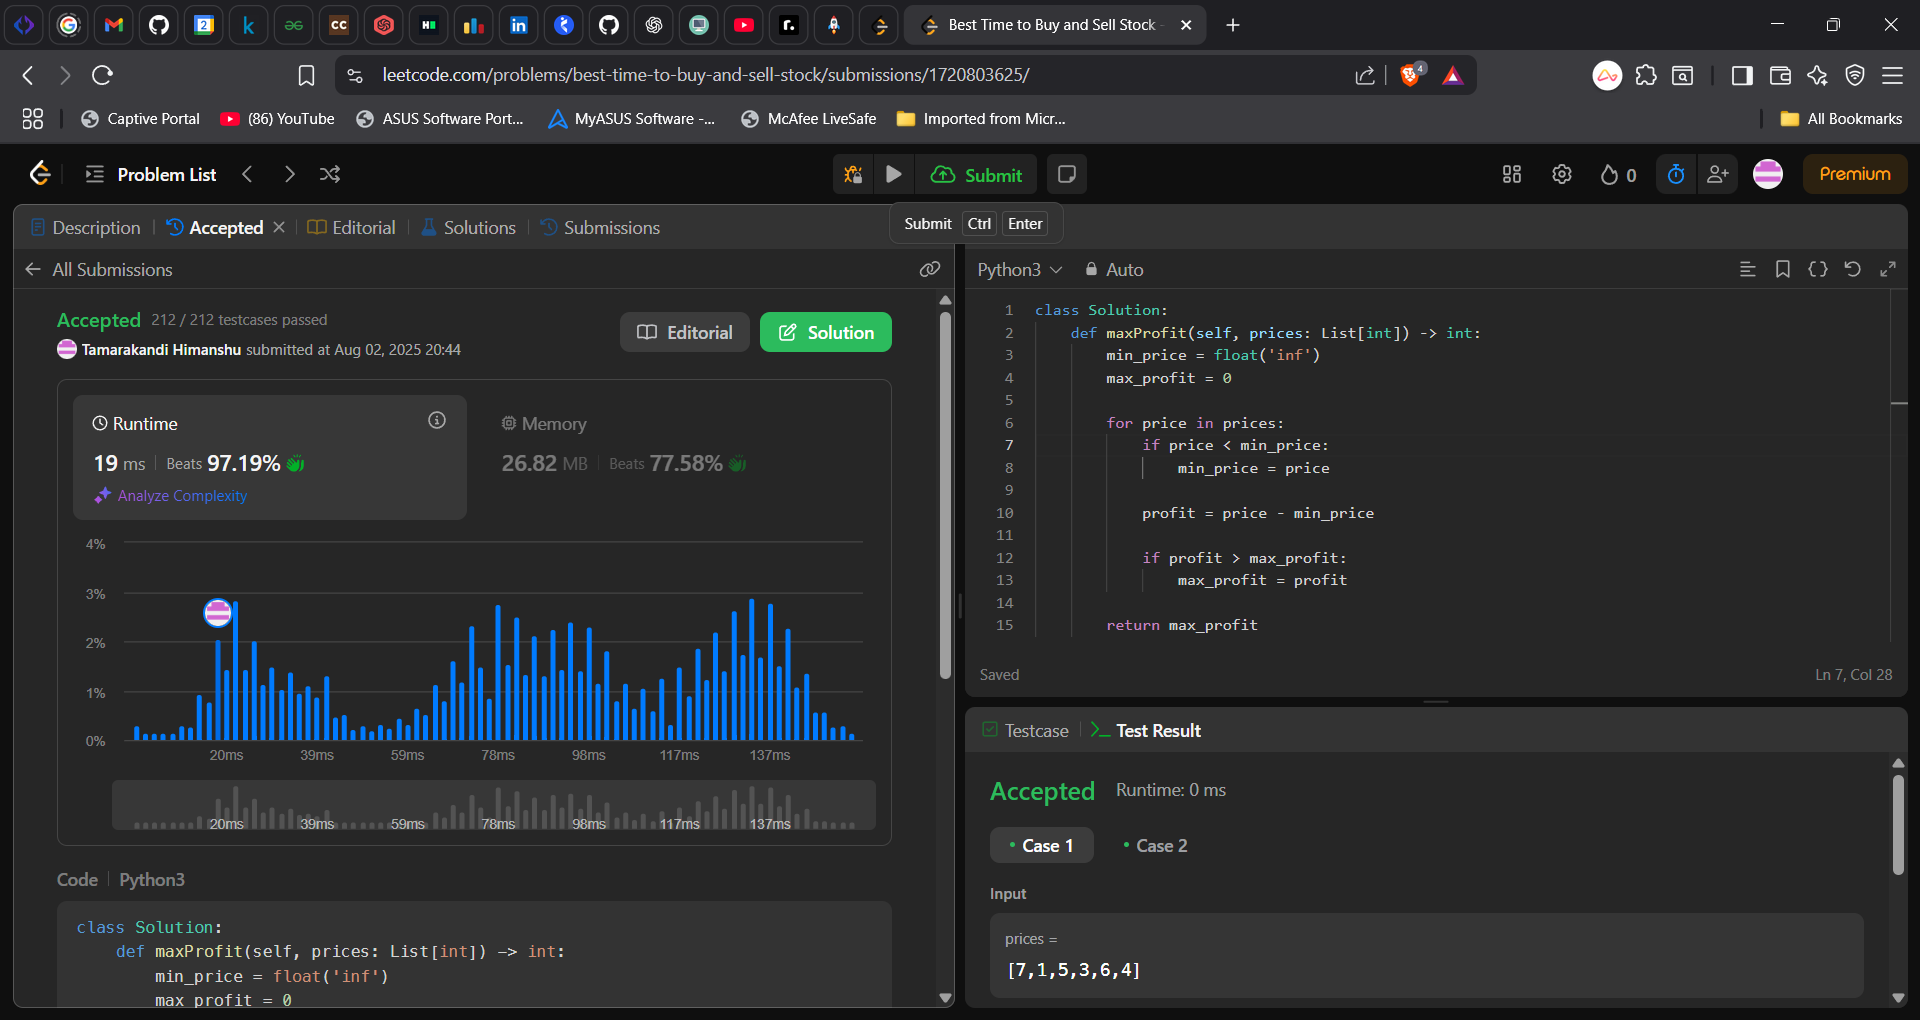 Best Time to Buy and Sell Stock
leetcode.com/problems/best-time-to-buy-and-sell-stock/submissions/1720803625/
4
Captive Portal
(86) YouTube
ASUS Software Port...
MyASUS Software -...
McAfee LiveSafe
Imported from Micr...
All Bookmarks
Problem List
Submit
0
Premium
Description
Accepted
Editorial
Solutions
Submissions
Submit Ctrl Enter
All Submissions
Accepted 212 / 212 testcases passed
Tamarakandi Himanshu submitted at Aug 02, 2025 20:44
Editorial
Solution
Runtime
19 ms Beats 97.19%
Analyze Complexity
Memory
26.82 MB Beats 77.58%
4%
3%
2%
1%
0%
20ms 39ms 59ms 78ms 98ms 117ms 137ms
20ms 39ms 59ms 78ms 98ms 117ms 137ms
Code Python3
class Solution:
def maxProfit(self, prices: List[int]) -> int:
min_price = float('inf')
max_profit = 0
Python3 Auto
1 class Solution:
2 def maxProfit(self, prices: List[int]) -> int:
3 min_price = float('inf')
4 max_profit = 0
5
6 for price in prices:
7 if price < min_price:
8 min_price = price
9
10 profit = price - min_price
11
12 if profit > max_profit:
13 max_profit = profit
14
15 return max_profit
Saved
Ln 7, Col 28
Testcase
Test Result
Accepted Runtime: 0 ms
Case 1
Case 2
Input
prices =
[7,1,5,3,6,4]